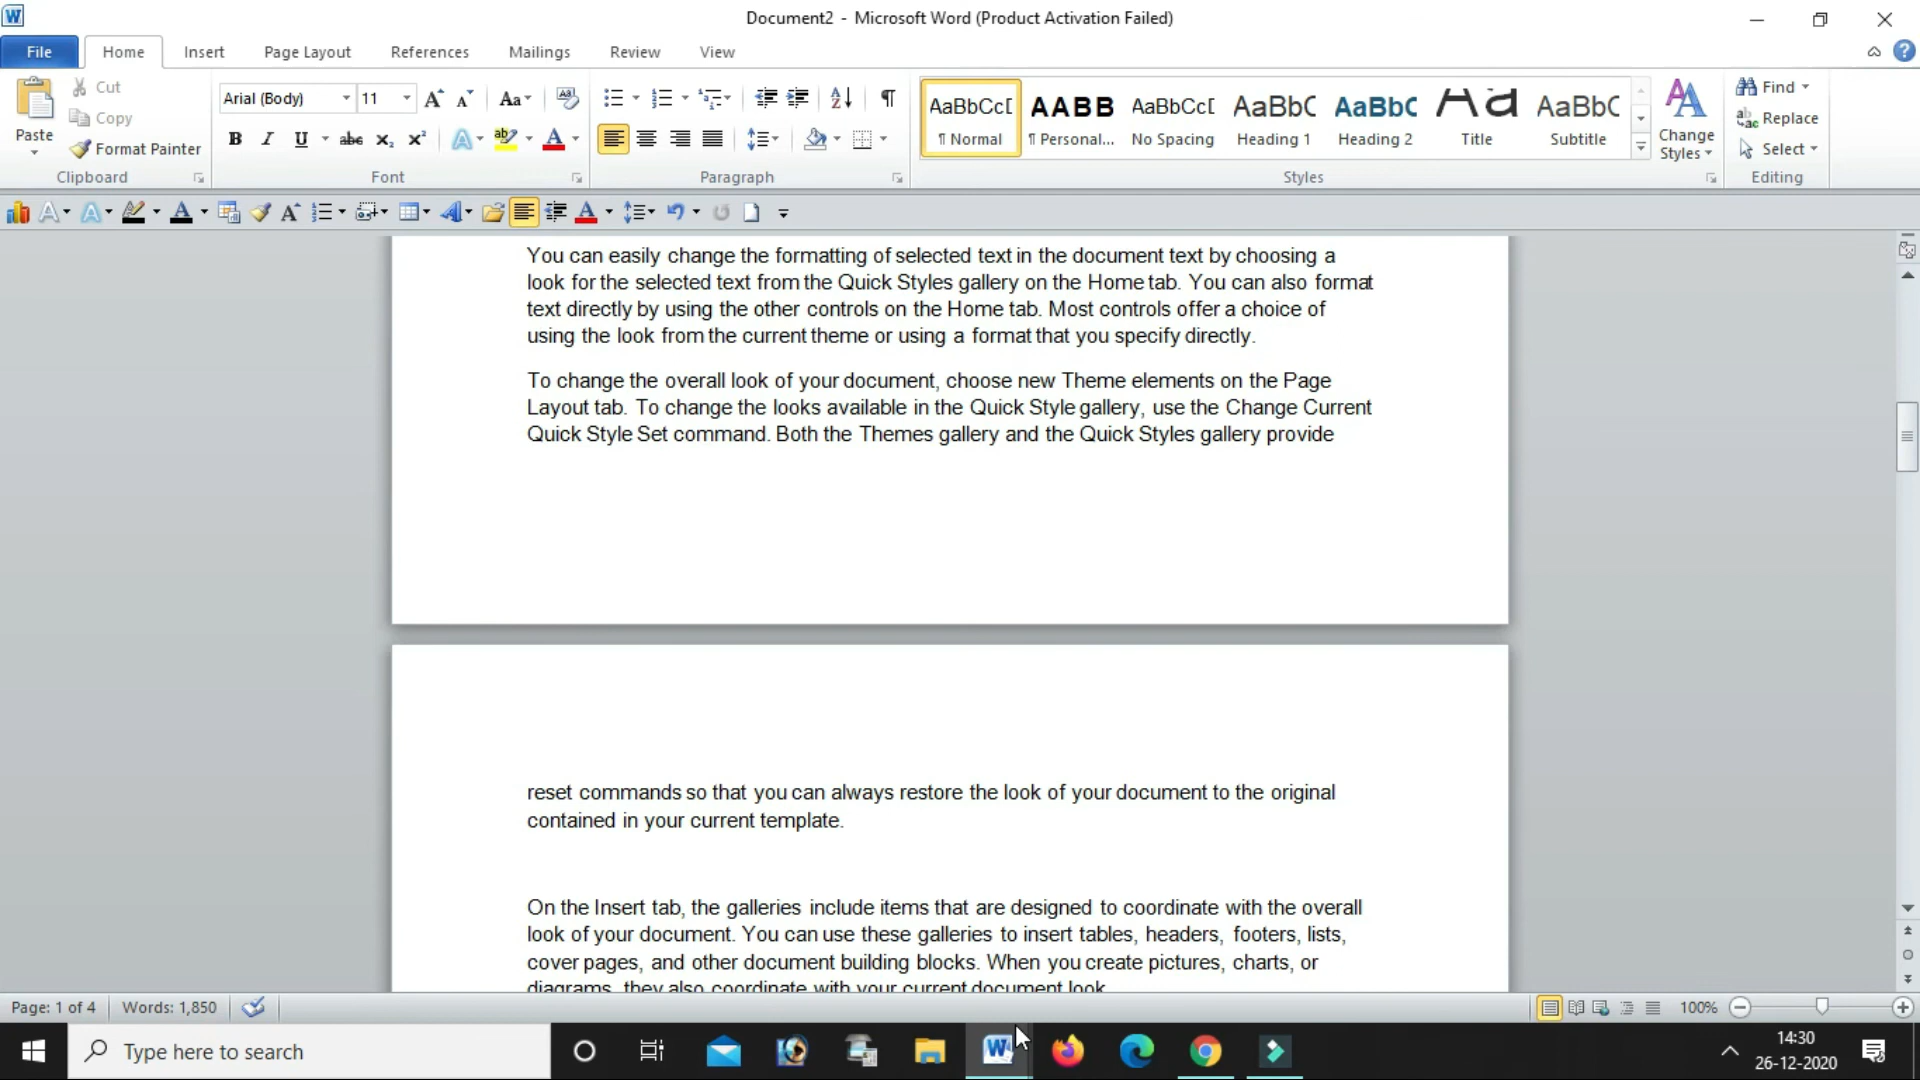 Document2 - Microsoft Word (Product Activation Failed)
File Home Insert Page Layout References Mailings Review View
Paste
Cut
Copy
Format Painter
Clipboard
Arial (Body) 11
Font
Paragraph
AaBbCcD AABB AaBbCcD AaBbC AaBbC Aa AaBbC
¶ Normal ¶ Personal... No Spacing Heading 1 Heading 2 Title Subtitle
Change Styles
Styles
Find
Replace
Select
Editing
You can easily change the formatting of selected text in the document text by choosing a
look for the selected text from the Quick Styles gallery on the Home tab. You can also format
text directly by using the other controls on the Home tab. Most controls offer a choice of
using the look from the current theme or using a format that you specify directly.
To change the overall look of your document, choose new Theme elements on the Page
Layout tab. To change the looks available in the Quick Style gallery, use the Change Current
Quick Style Set command. Both the Themes gallery and the Quick Styles gallery provide
reset commands so that you can always restore the look of your document to the original
contained in your current template.
On the Insert tab, the galleries include items that are designed to coordinate with the overall
look of your document. You can use these galleries to insert tables, headers, footers, lists,
cover pages, and other document building blocks. When you create pictures, charts, or
diagrams, they also coordinate with your current document look.
Page: 1 of 4 Words: 1,850 100%
Type here to search
14:30
26-12-2020